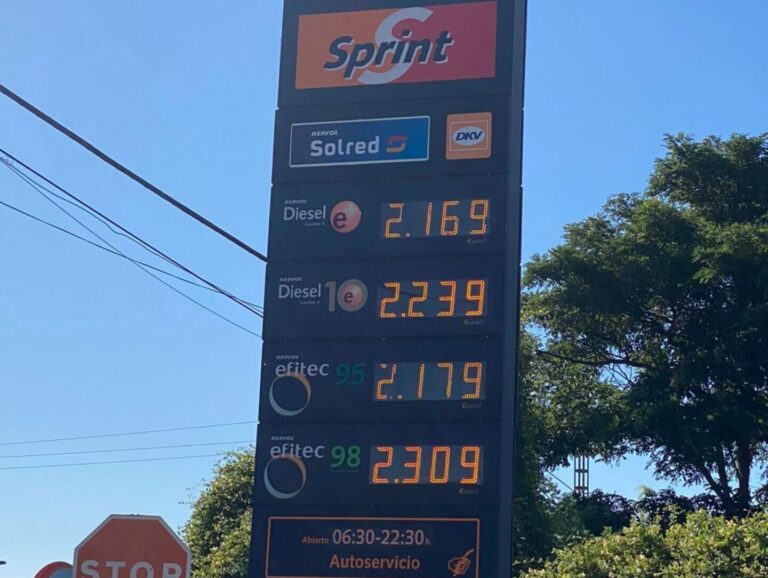 Sprint
REPSOL
Solred
DKV
REPSOL
Diesel e
2.169
REPSOL
Diesel 10 e
2.239
REPSOL
efitec 95
2.179
REPSOL
efitec 98
2.309
Abierto 06:30-22:30 h.
Autoservicio
STOP